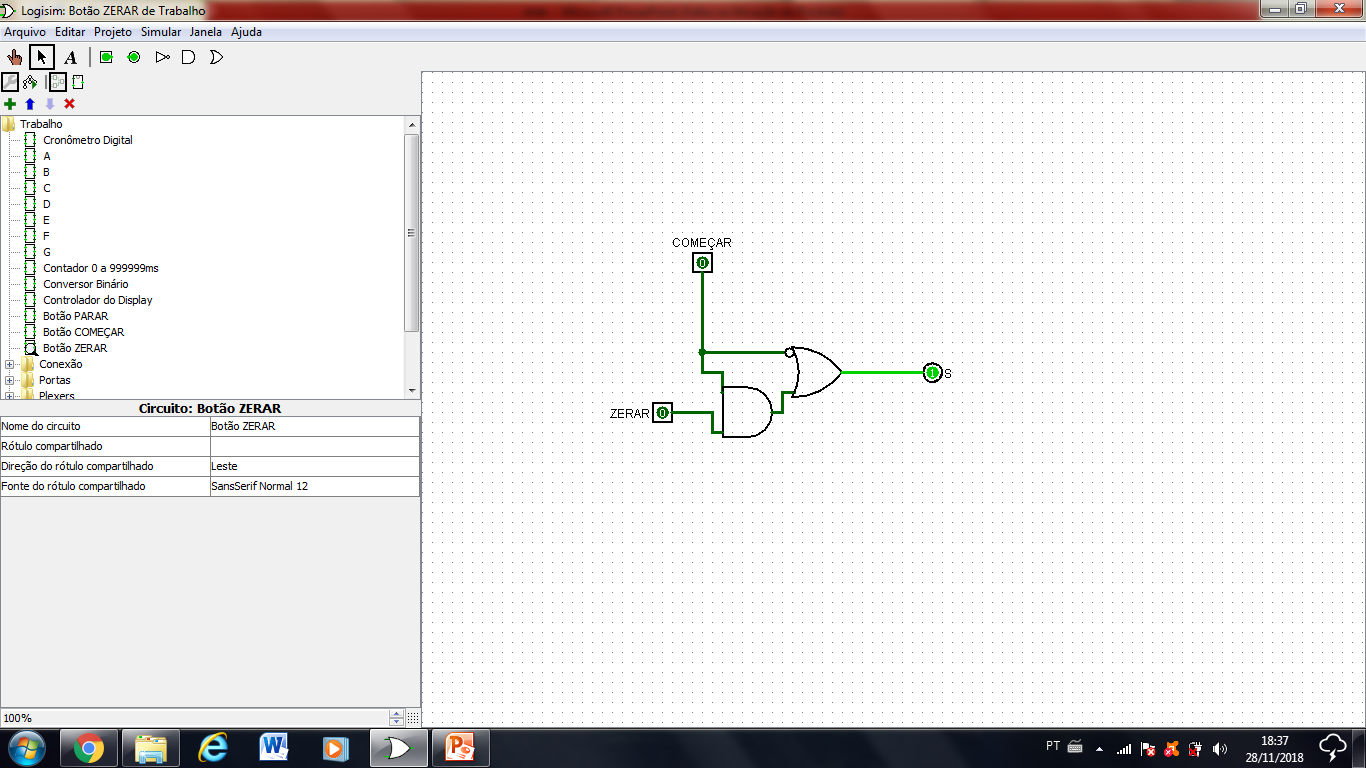 Logisim: Botão ZERAR de Trabalho
Arquivo Editar Projeto Simular Janela Ajuda
A
Trabalho
Cronômetro Digital
A
B
C
D
E
F
G
Contador 0 a 999999ms
Conversor Binário
Controlador do Display
Botão PARAR
Botão COMEÇAR
Botão ZERAR
Conexão
Portas
Plexers
Circuito: Botão ZERAR
Nome do circuito Botão ZERAR
Rótulo compartilhado
Direção do rótulo compartilhado Leste
Fonte do rótulo compartilhado SansSerif Normal 12
100%
COMEÇAR
0
ZERAR 0
1 S
PT
18:37
28/11/2018